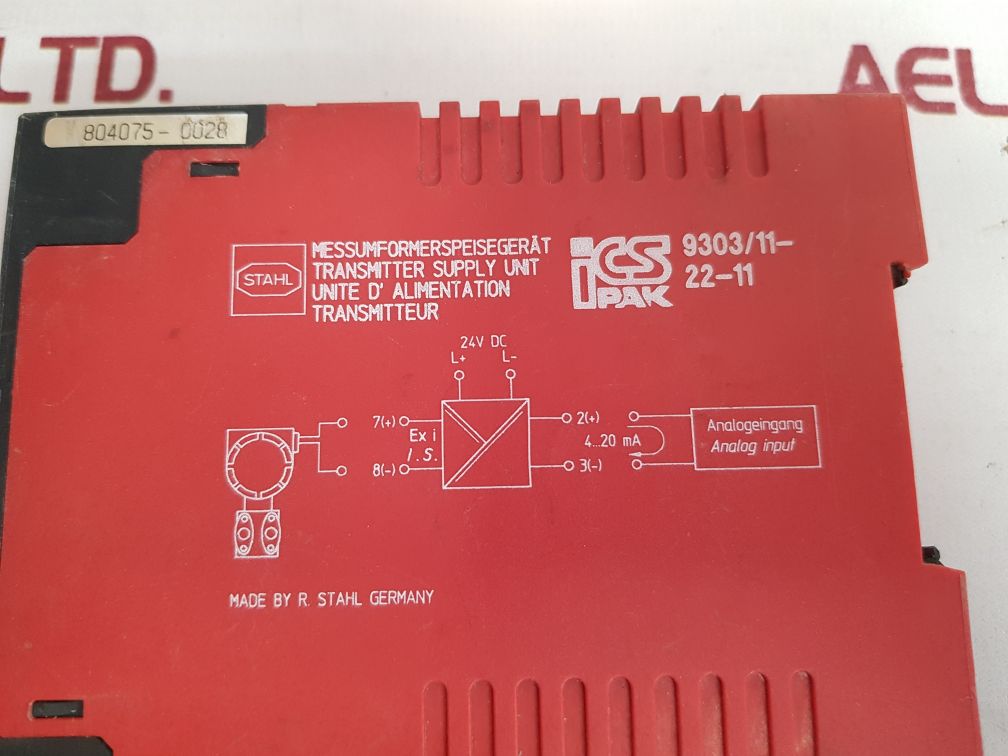 LTD.
AEL
804075-0028
STAHL
MESSUMFORMERSPEISEGERÄT
TRANSMITTER SUPPLY UNIT
UNITE D' ALIMENTATION
TRANSMITTEUR
iCS
PAK
9303/11-
22-11
24V DC
L+ L-
7(+)
Ex i
I.S.
8(-)
2(+)
4...20 mA
3(-)
Analogeingang
Analog input
MADE BY R. STAHL GERMANY